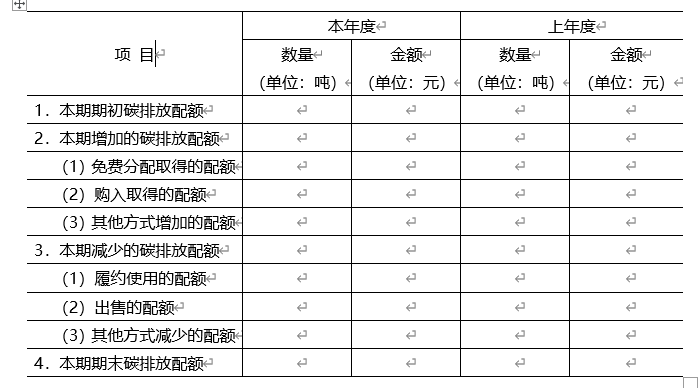 项 目
本年度
上年度
数量
金额
数量
金额
（单位：吨）
（单位：元）
（单位：吨）
（单位：元）
1．本期期初碳排放配额
2．本期增加的碳排放配额
（1）免费分配取得的配额
（2）购入取得的配额
（3）其他方式增加的配额
3．本期减少的碳排放配额
（1）履约使用的配额
（2）出售的配额
（3）其他方式减少的配额
4．本期期末碳排放配额